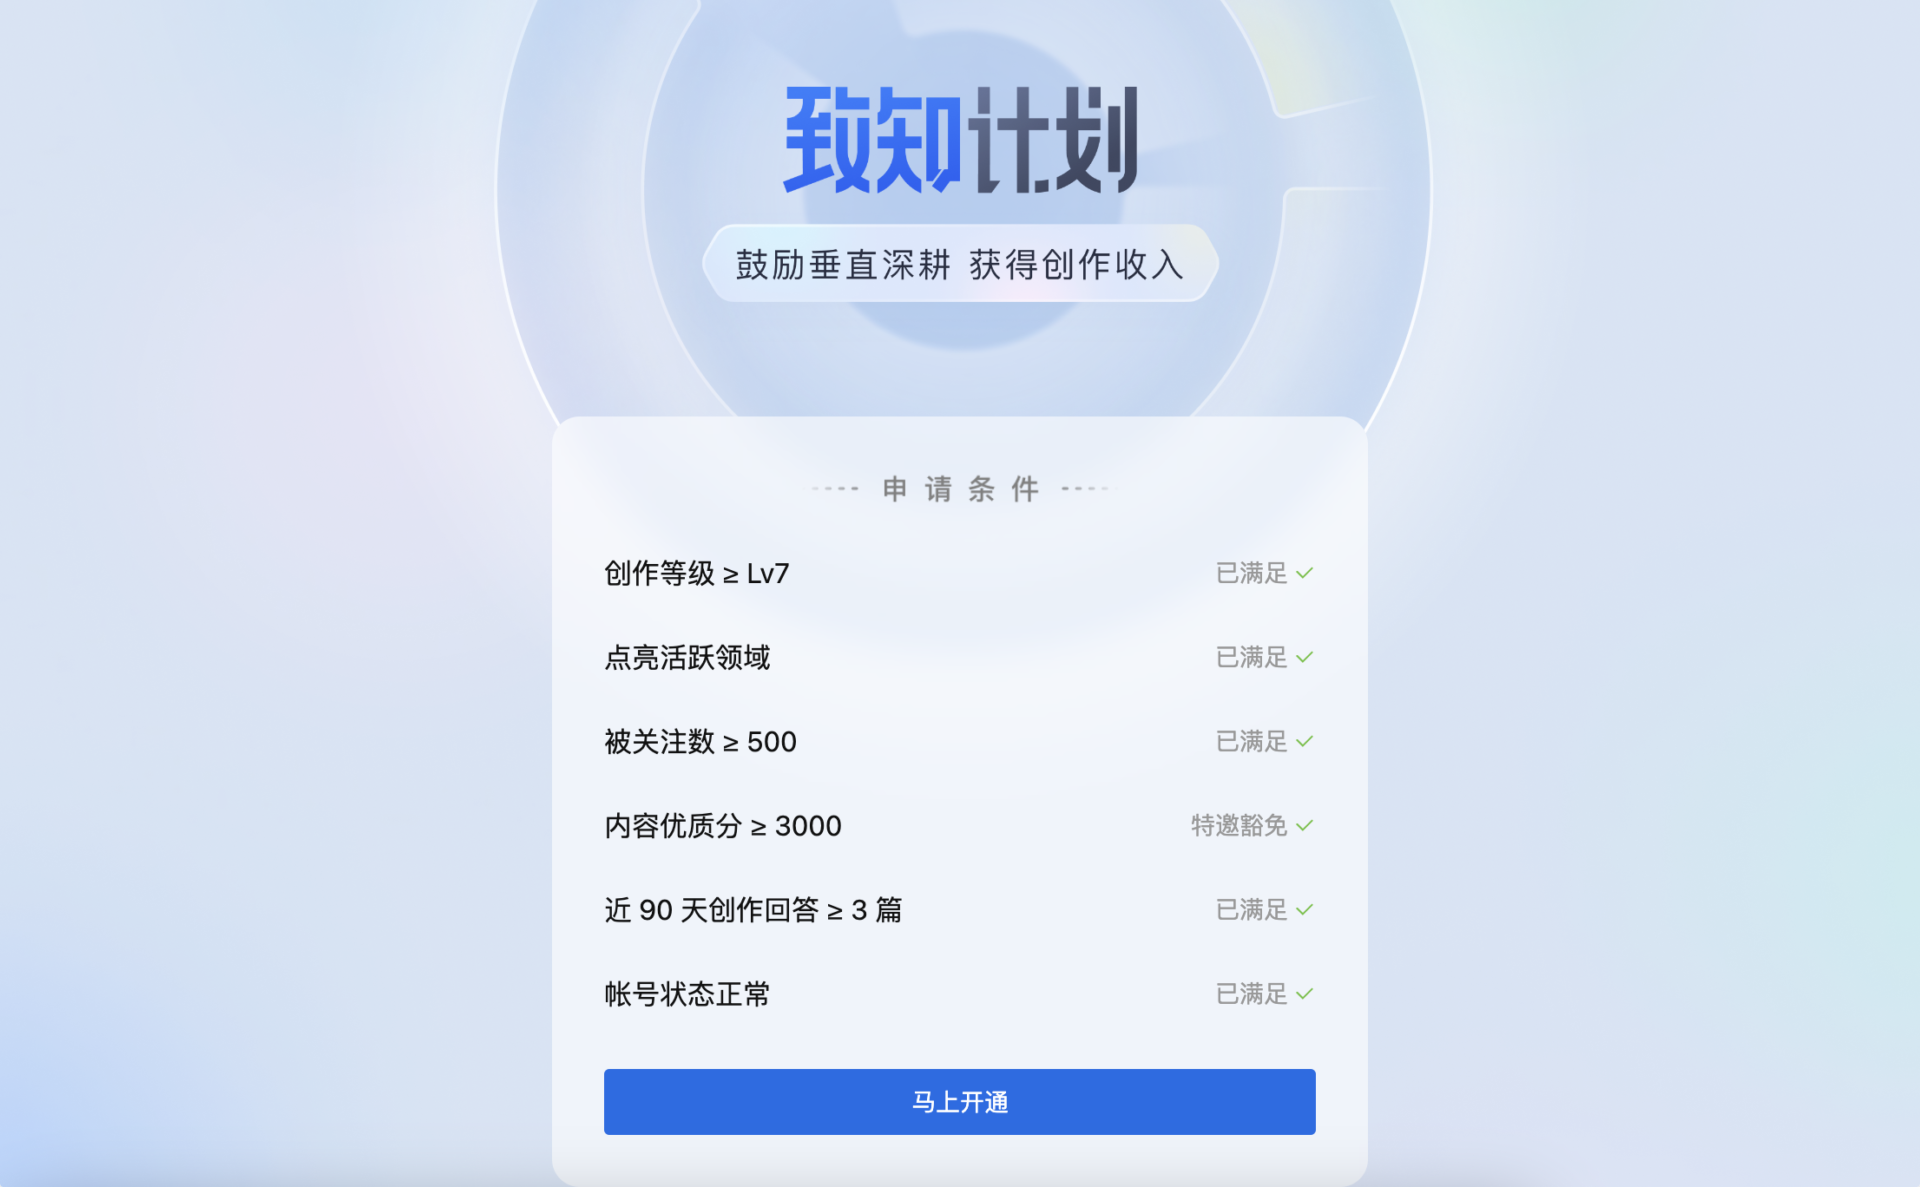 致知计划
鼓励垂直深耕 获得创作收入
申请条件
创作等级 ≥ Lv7 已满足
点亮活跃领域 已满足
被关注数 ≥ 500 已满足
内容优质分 ≥ 3000 特邀豁免
近 90 天创作回答 ≥ 3 篇 已满足
帐号状态正常 已满足
马上开通